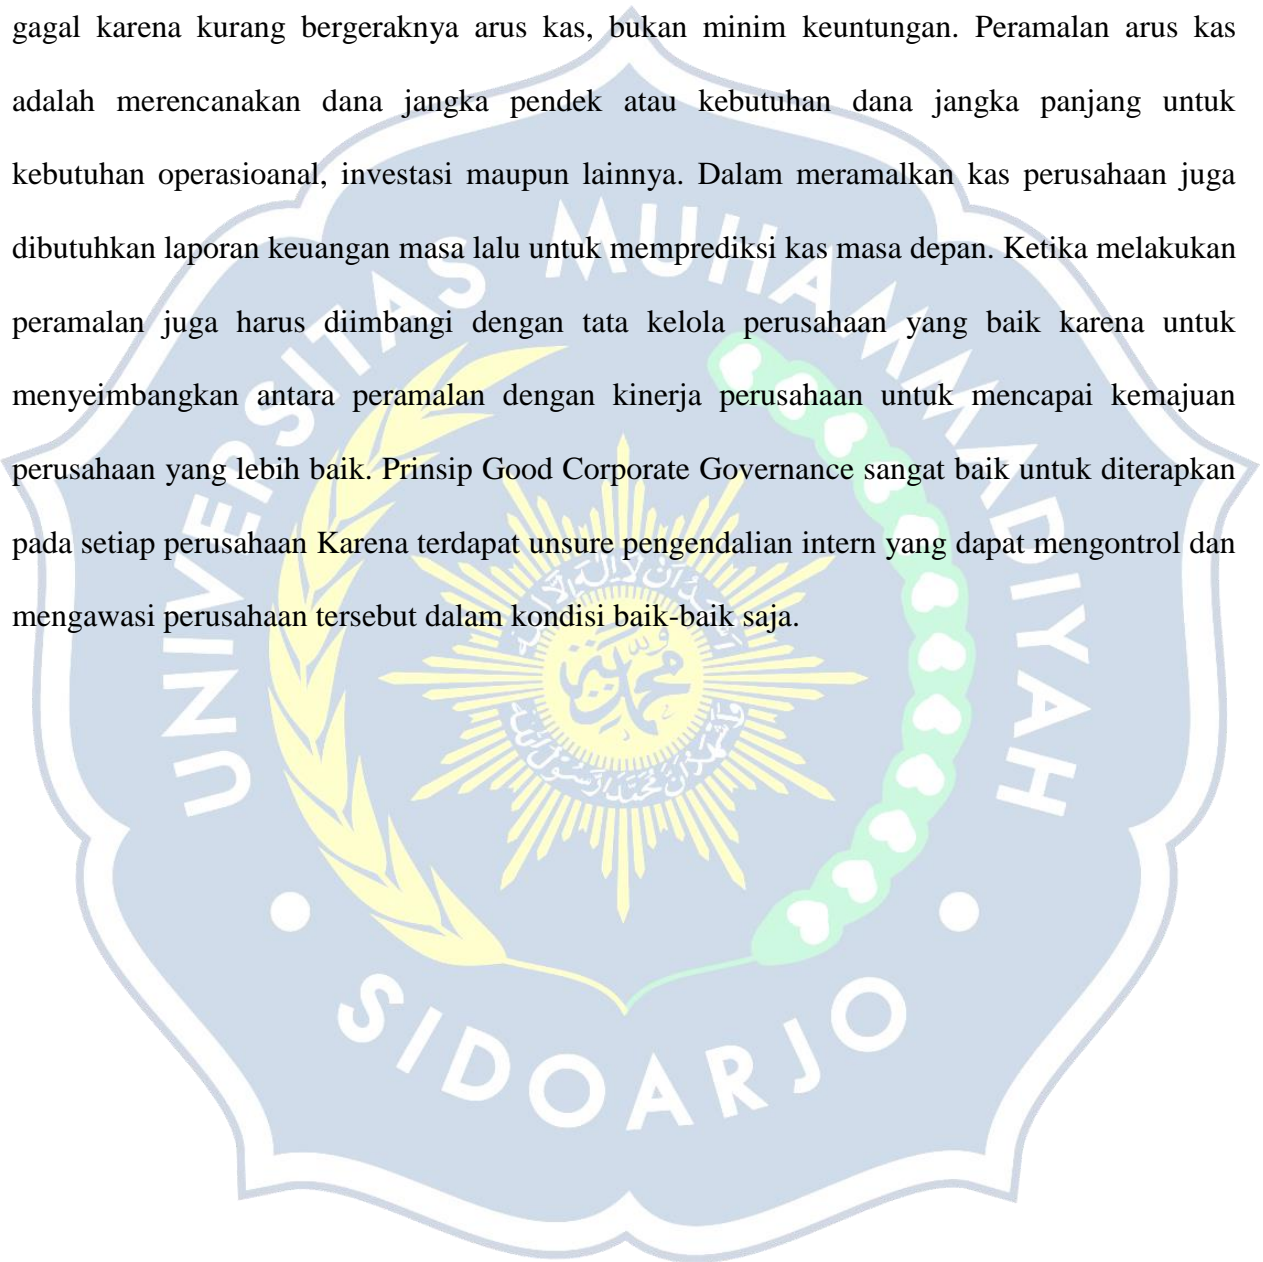 gagal karena kurang bergeraknya arus kas, bukan minim keuntungan. Peramalan arus kas
adalah merencanakan dana jangka pendek atau kebutuhan dana jangka panjang untuk
kebutuhan operasioanal, investasi maupun lainnya. Dalam meramalkan kas perusahaan juga
dibutuhkan laporan keuangan masa lalu untuk memprediksi kas masa depan. Ketika melakukan
peramalan juga harus diimbangi dengan tata kelola perusahaan yang baik karena untuk
menyeimbangkan antara peramalan dengan kinerja perusahaan untuk mencapai kemajuan
perusahaan yang lebih baik. Prinsip Good Corporate Governance sangat baik untuk diterapkan
pada setiap perusahaan Karena terdapat unsure pengendalian intern yang dapat mengontrol dan
mengawasi perusahaan tersebut dalam kondisi baik-baik saja.
UNIVERSITAS MUHAMMADIYAH
SIDOARJO